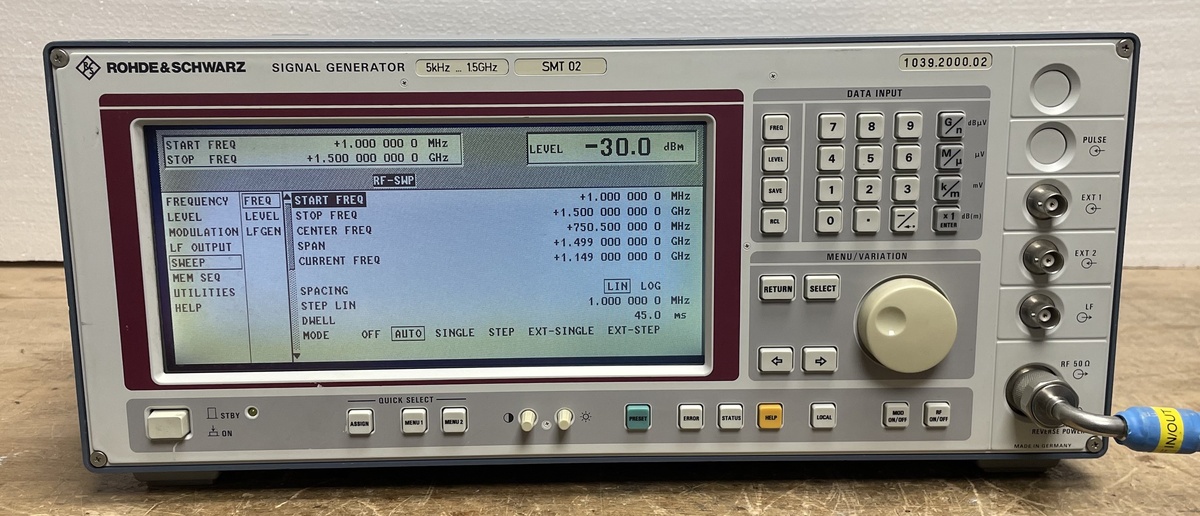 ROHDE & SCHWARZ SIGNAL GENERATOR 5kHz ... 1.5GHz SMT 02 1039.2000.02
START FREQ +1.000 000 0 MHz
STOP FREQ +1.500 000 0 GHz
LEVEL -30.0 dBm
RF-SWP
FREQUENCY
LEVEL
MODULATION
LF OUTPUT
SWEEP
MEM SEQ
UTILITIES
HELP
FREQ
LEVEL
LFGEN
START FREQ +1.000 000 0 MHz
STOP FREQ +1.500 000 0 GHz
CENTER FREQ +750.500 000 0 MHz
SPAN +1.499 000 0 GHz
CURRENT FREQ +1.149 000 0 GHz
SPACING LIN LOG
STEP LIN 1.000 000 0 MHz
DWELL 45.0 ms
MODE OFF AUTO SINGLE STEP EXT-SINGLE EXT-STEP
DATA INPUT
FREQ 7 8 9 G/n dBμV
LEVEL 4 5 6 M/μ μV
SAVE 1 2 3 k/m mV
RCL 0 . -/← x1 ENTER dB(m)
MENU/VARIATION
RETURN SELECT
PULSE
EXT 1
EXT 2
LF
RF 50Ω
REVERSE POWER
MADE IN GERMANY
IN/OUT
STBY
ON
QUICK SELECT
ASSIGN MENU 1 MENU 2
PRESET ERROR STATUS HELP LOCAL
MOD ON/OFF
RF ON/OFF